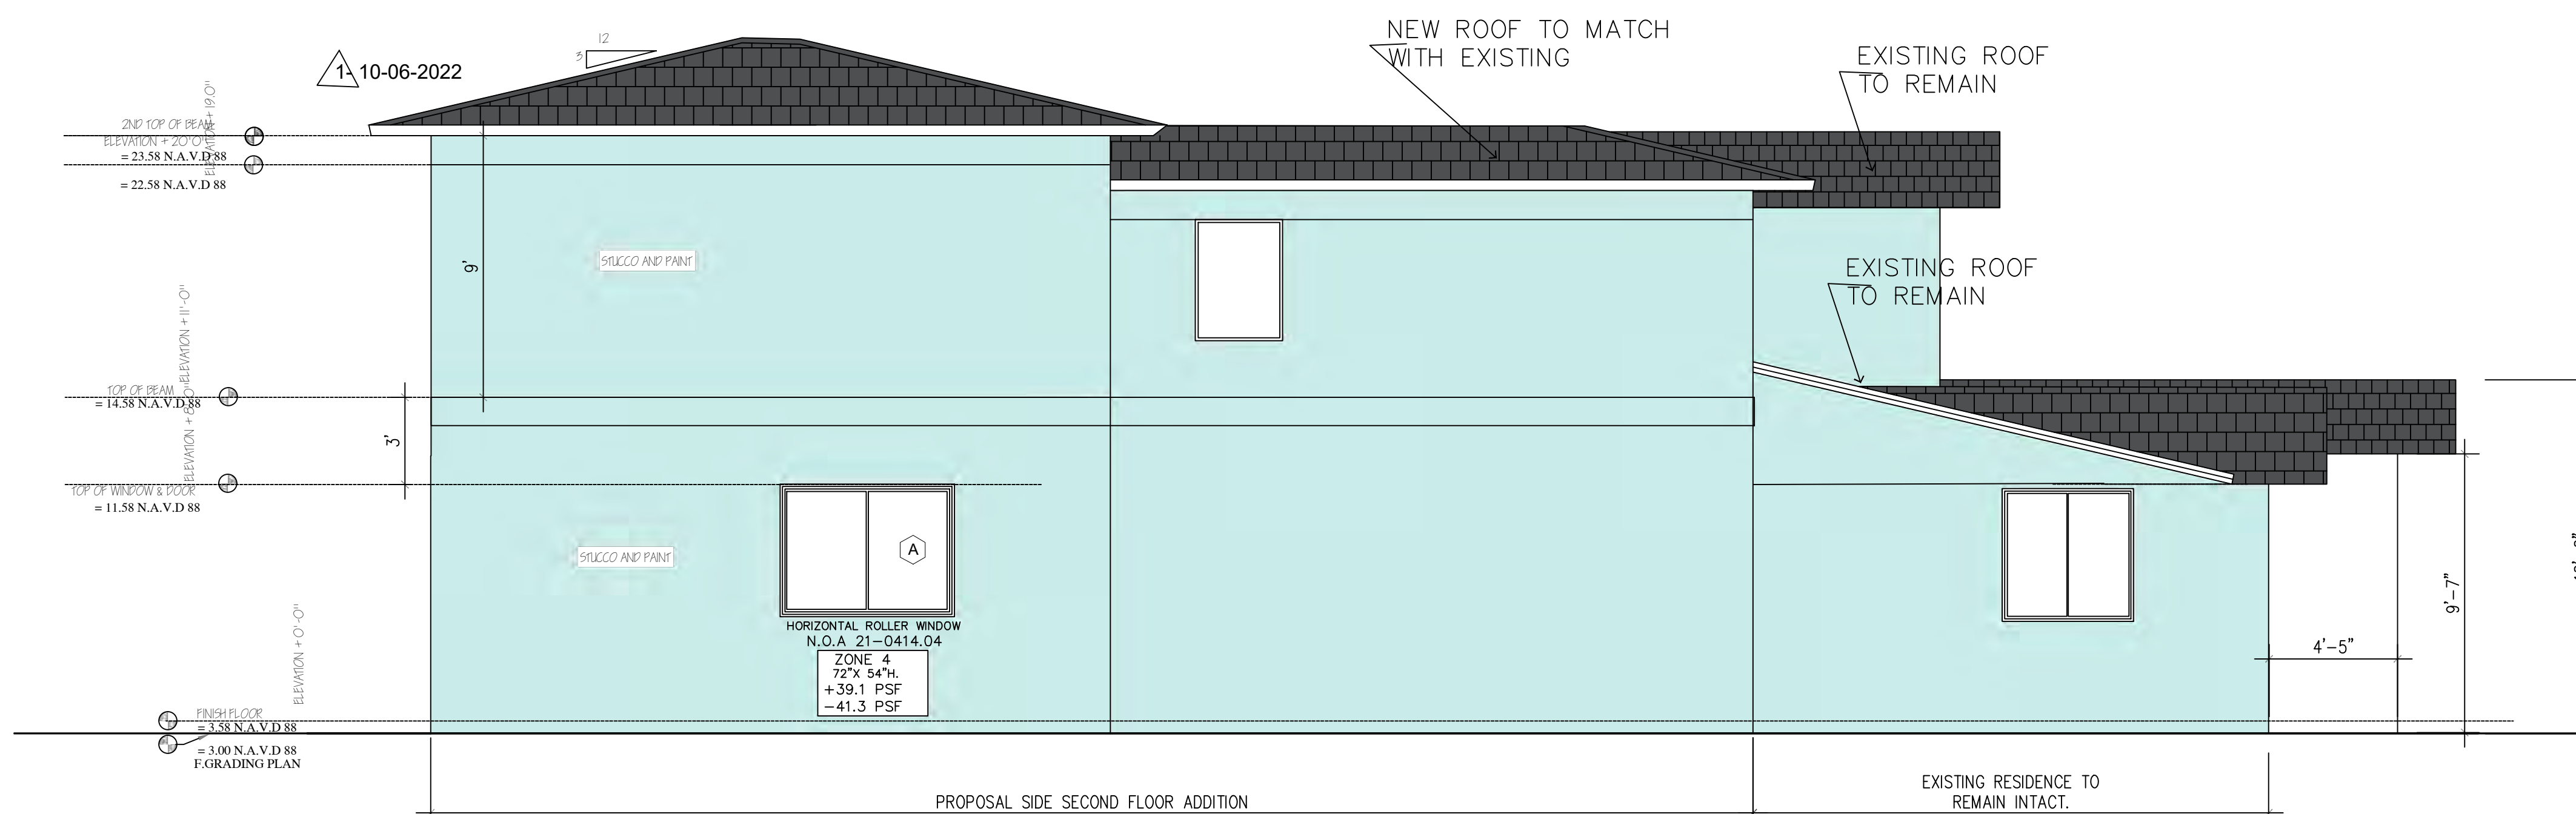 NEW ROOF TO MATCH
WITH EXISTING
EXISTING ROOF
TO REMAIN
12
3
1- 10-06-2022
2ND TOP OF BEAM
ELEVATION + 20'0"
= 23.58 N.A.V.D 88
ELEVATION + 19.0"
= 22.58 N.A.V.D 88
9'
STUCCO AND PAINT
EXISTING ROOF
TO REMAIN
ELEVATION + 11'-0"
TOP OF BEAM
= 14.58 N.A.V.D 88
3'
TOP OF WINDOW & DOOR
= 11.58 N.A.V.D 88
A
STUCCO AND PAINT
HORIZONTAL ROLLER WINDOW
N.O.A 21-0414.04
ZONE 4
72"X 54"H.
+39.1 PSF
-41.3 PSF
9'-7"
4'-5"
ELEVATION + 0'-0"
FINISH FLOOR
= 3.58 N.A.V.D 88
= 3.00 N.A.V.D 88
F.GRADING PLAN
PROPOSAL SIDE SECOND FLOOR ADDITION
EXISTING RESIDENCE TO
REMAIN INTACT.